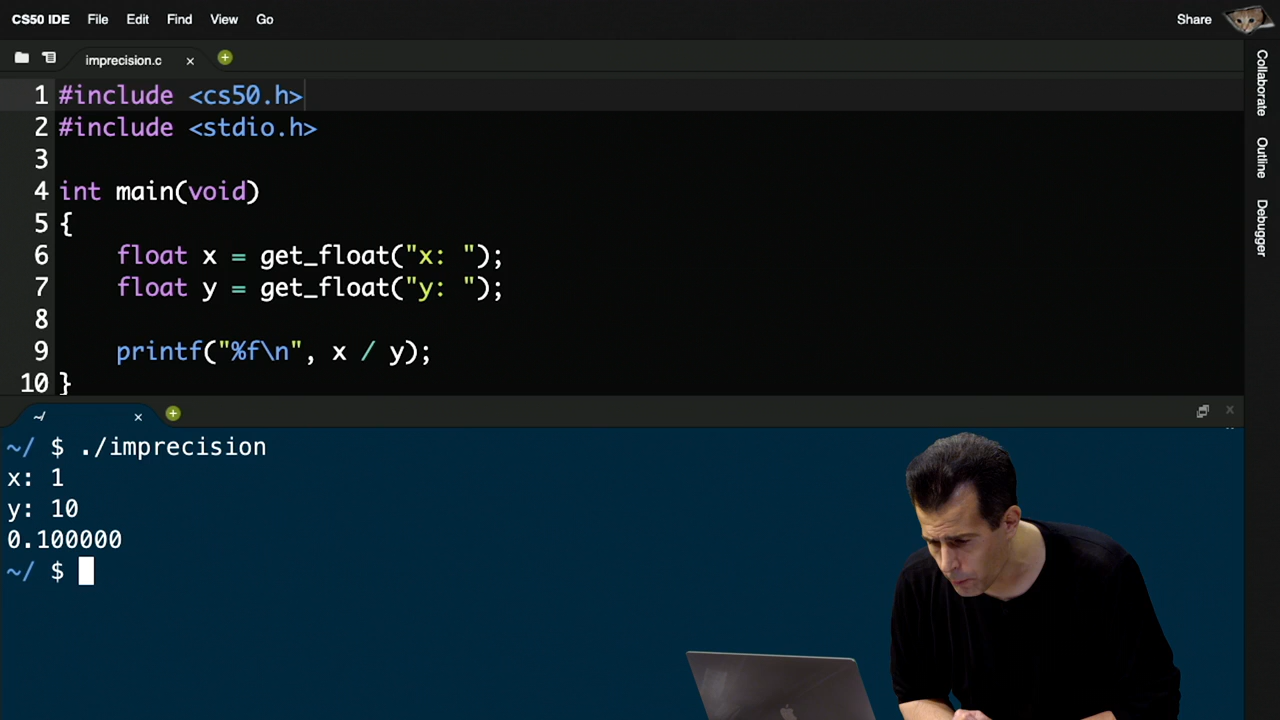 CS50 IDE File Edit Find View Go Share
imprecision.c
1 #include <cs50.h>
2 #include <stdio.h>
3
4 int main(void)
5 {
6     float x = get_float("x: ");
7     float y = get_float("y: ");
8
9     printf("%f\n", x / y);
10 }
Collaborate
Outline
Debugger
~/
~/ $ ./imprecision
x: 1
y: 10
0.100000
~/ $